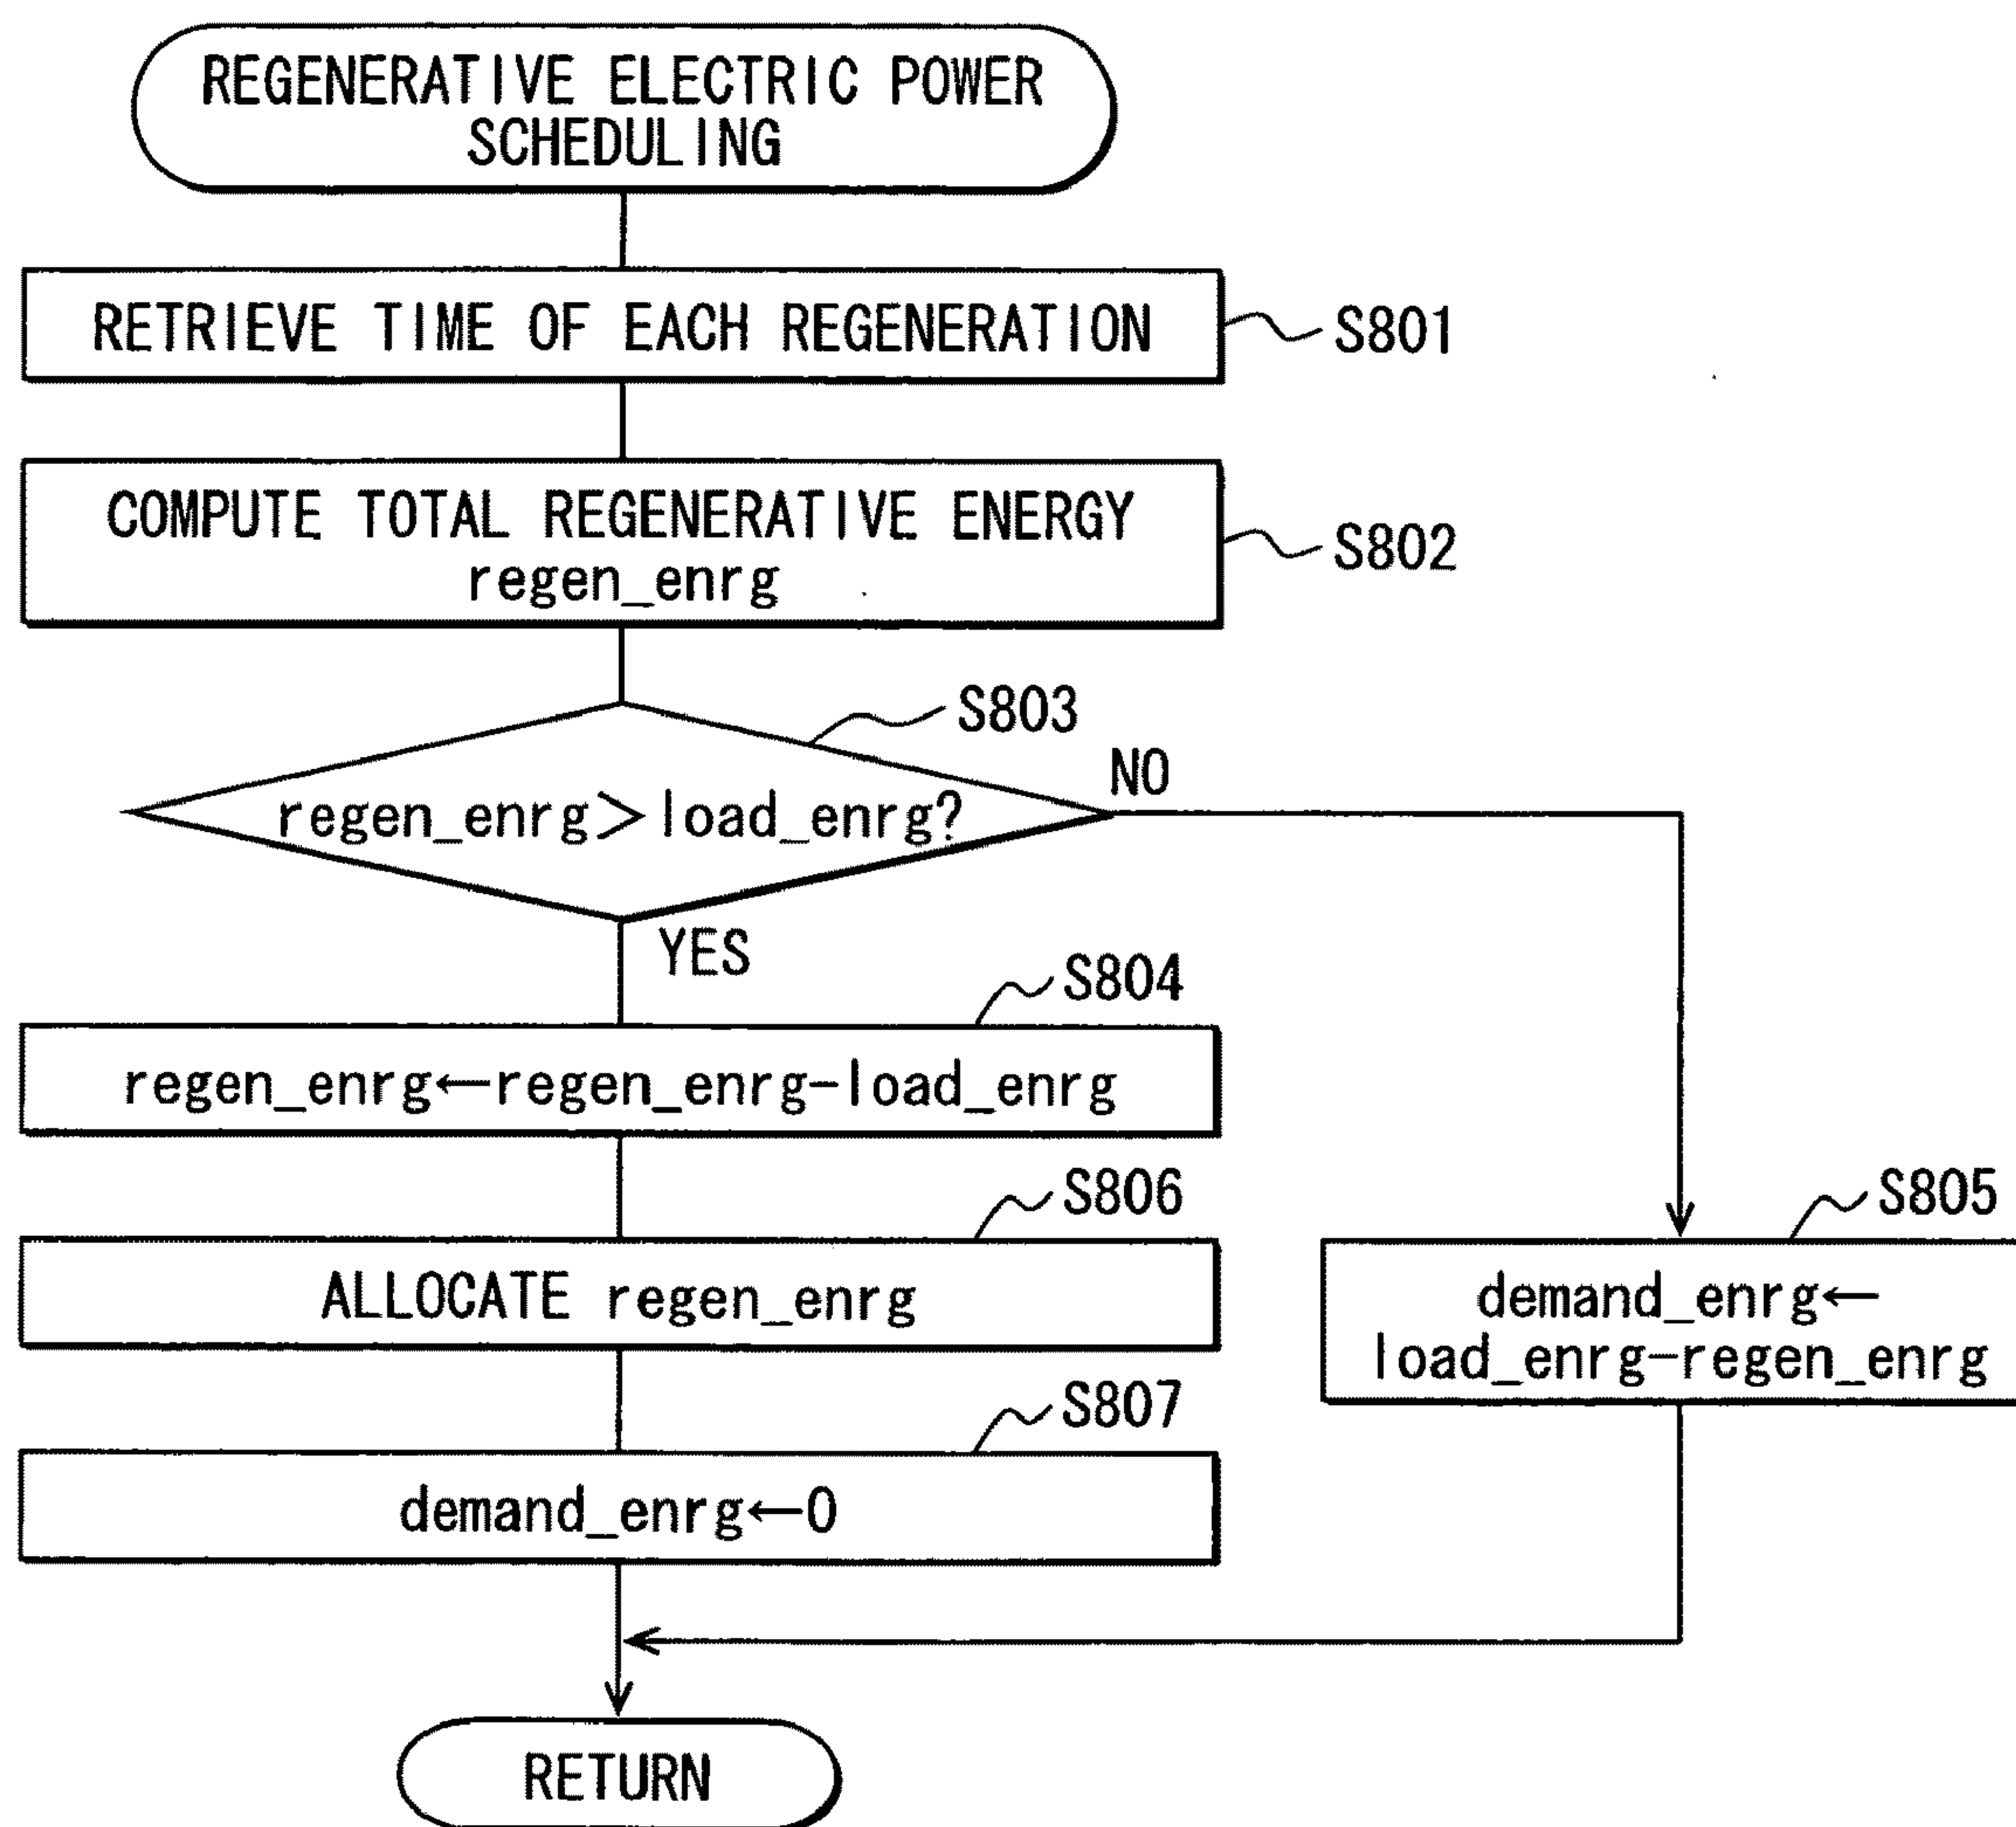 REGENERATIVE ELECTRIC POWER
SCHEDULING
RETRIEVE TIME OF EACH REGENERATION
S801
COMPUTE TOTAL REGENERATIVE ENERGY
regen_enrg
S802
S803
regen_enrg>load_enrg?
NO
YES
S804
regen_enrg←regen_enrg-load_enrg
S806
ALLOCATE regen_enrg
S805
demand_enrg←
load_enrg-regen_enrg
S807
demand_enrg←0
RETURN